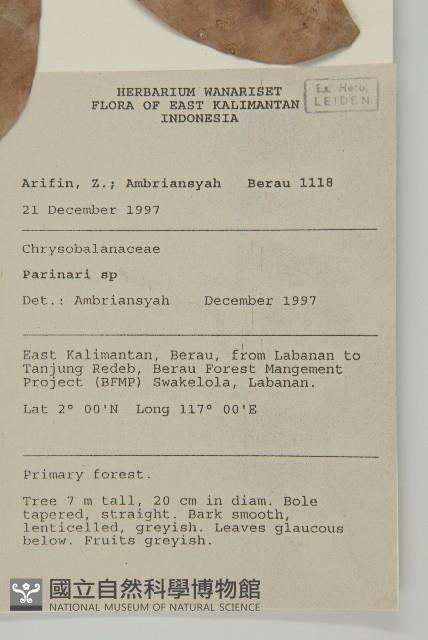 HERBARIUM WANARISET
FLORA OF EAST KALIMANTAN
INDONESIA
Ex Herb.
LEIDEN
Arifin, Z.; Ambriansyah Berau 1118
21 December 1997
Chrysobalanaceae
Parinari sp
Det.: Ambriansyah December 1997
East Kalimantan, Berau, from Labanan to
Tanjung Redeb, Berau Forest Mangement
Project (BFMP) Swakelola, Labanan.
Lat 2° 00'N Long 117° 00'E
Primary forest.
Tree 7 m tall, 20 cm in diam. Bole
tapered, straight. Bark smooth,
lenticelled, greyish. Leaves glaucous
below. Fruits greyish.
國立自然科學博物館
NATIONAL MUSEUM OF NATURAL SCIENCE